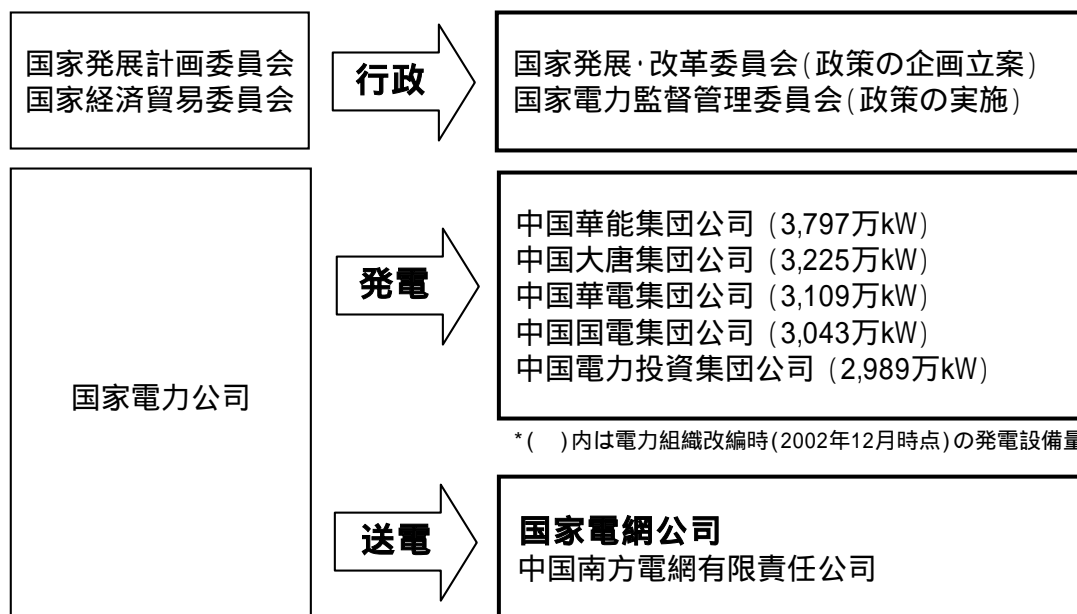 国家発展計画委員会
国家経済貿易委員会
行政
国家発展・改革委員会(政策の企画立案)
国家電力監督管理委員会(政策の実施)
国家電力公司
発電
中国華能集団公司 (3,797万kW)
中国大唐集団公司 (3,225万kW)
中国華電集団公司 (3,109万kW)
中国国電集団公司 (3,043万kW)
中国電力投資集団公司 (2,989万kW)
*( )内は電力組織改編時(2002年12月時点)の発電設備量
送電
国家電網公司
中国南方電網有限責任公司